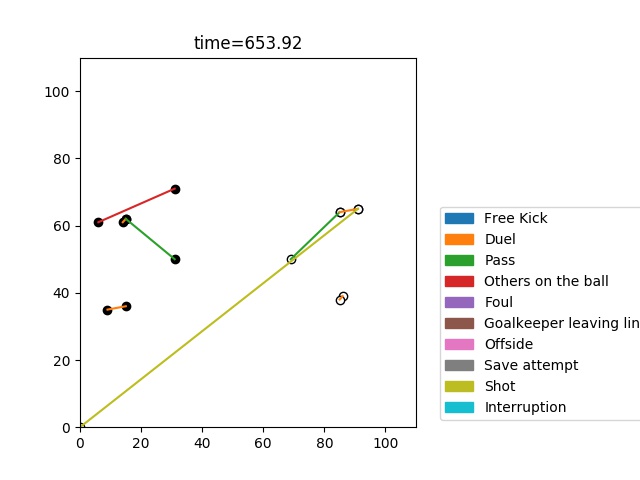 time=653.92
100
80
60
40
20
0
0 20 40 60 80 100
Free Kick
Duel
Pass
Others on the ball
Foul
Goalkeeper leaving lin
Offside
Save attempt
Shot
Interruption